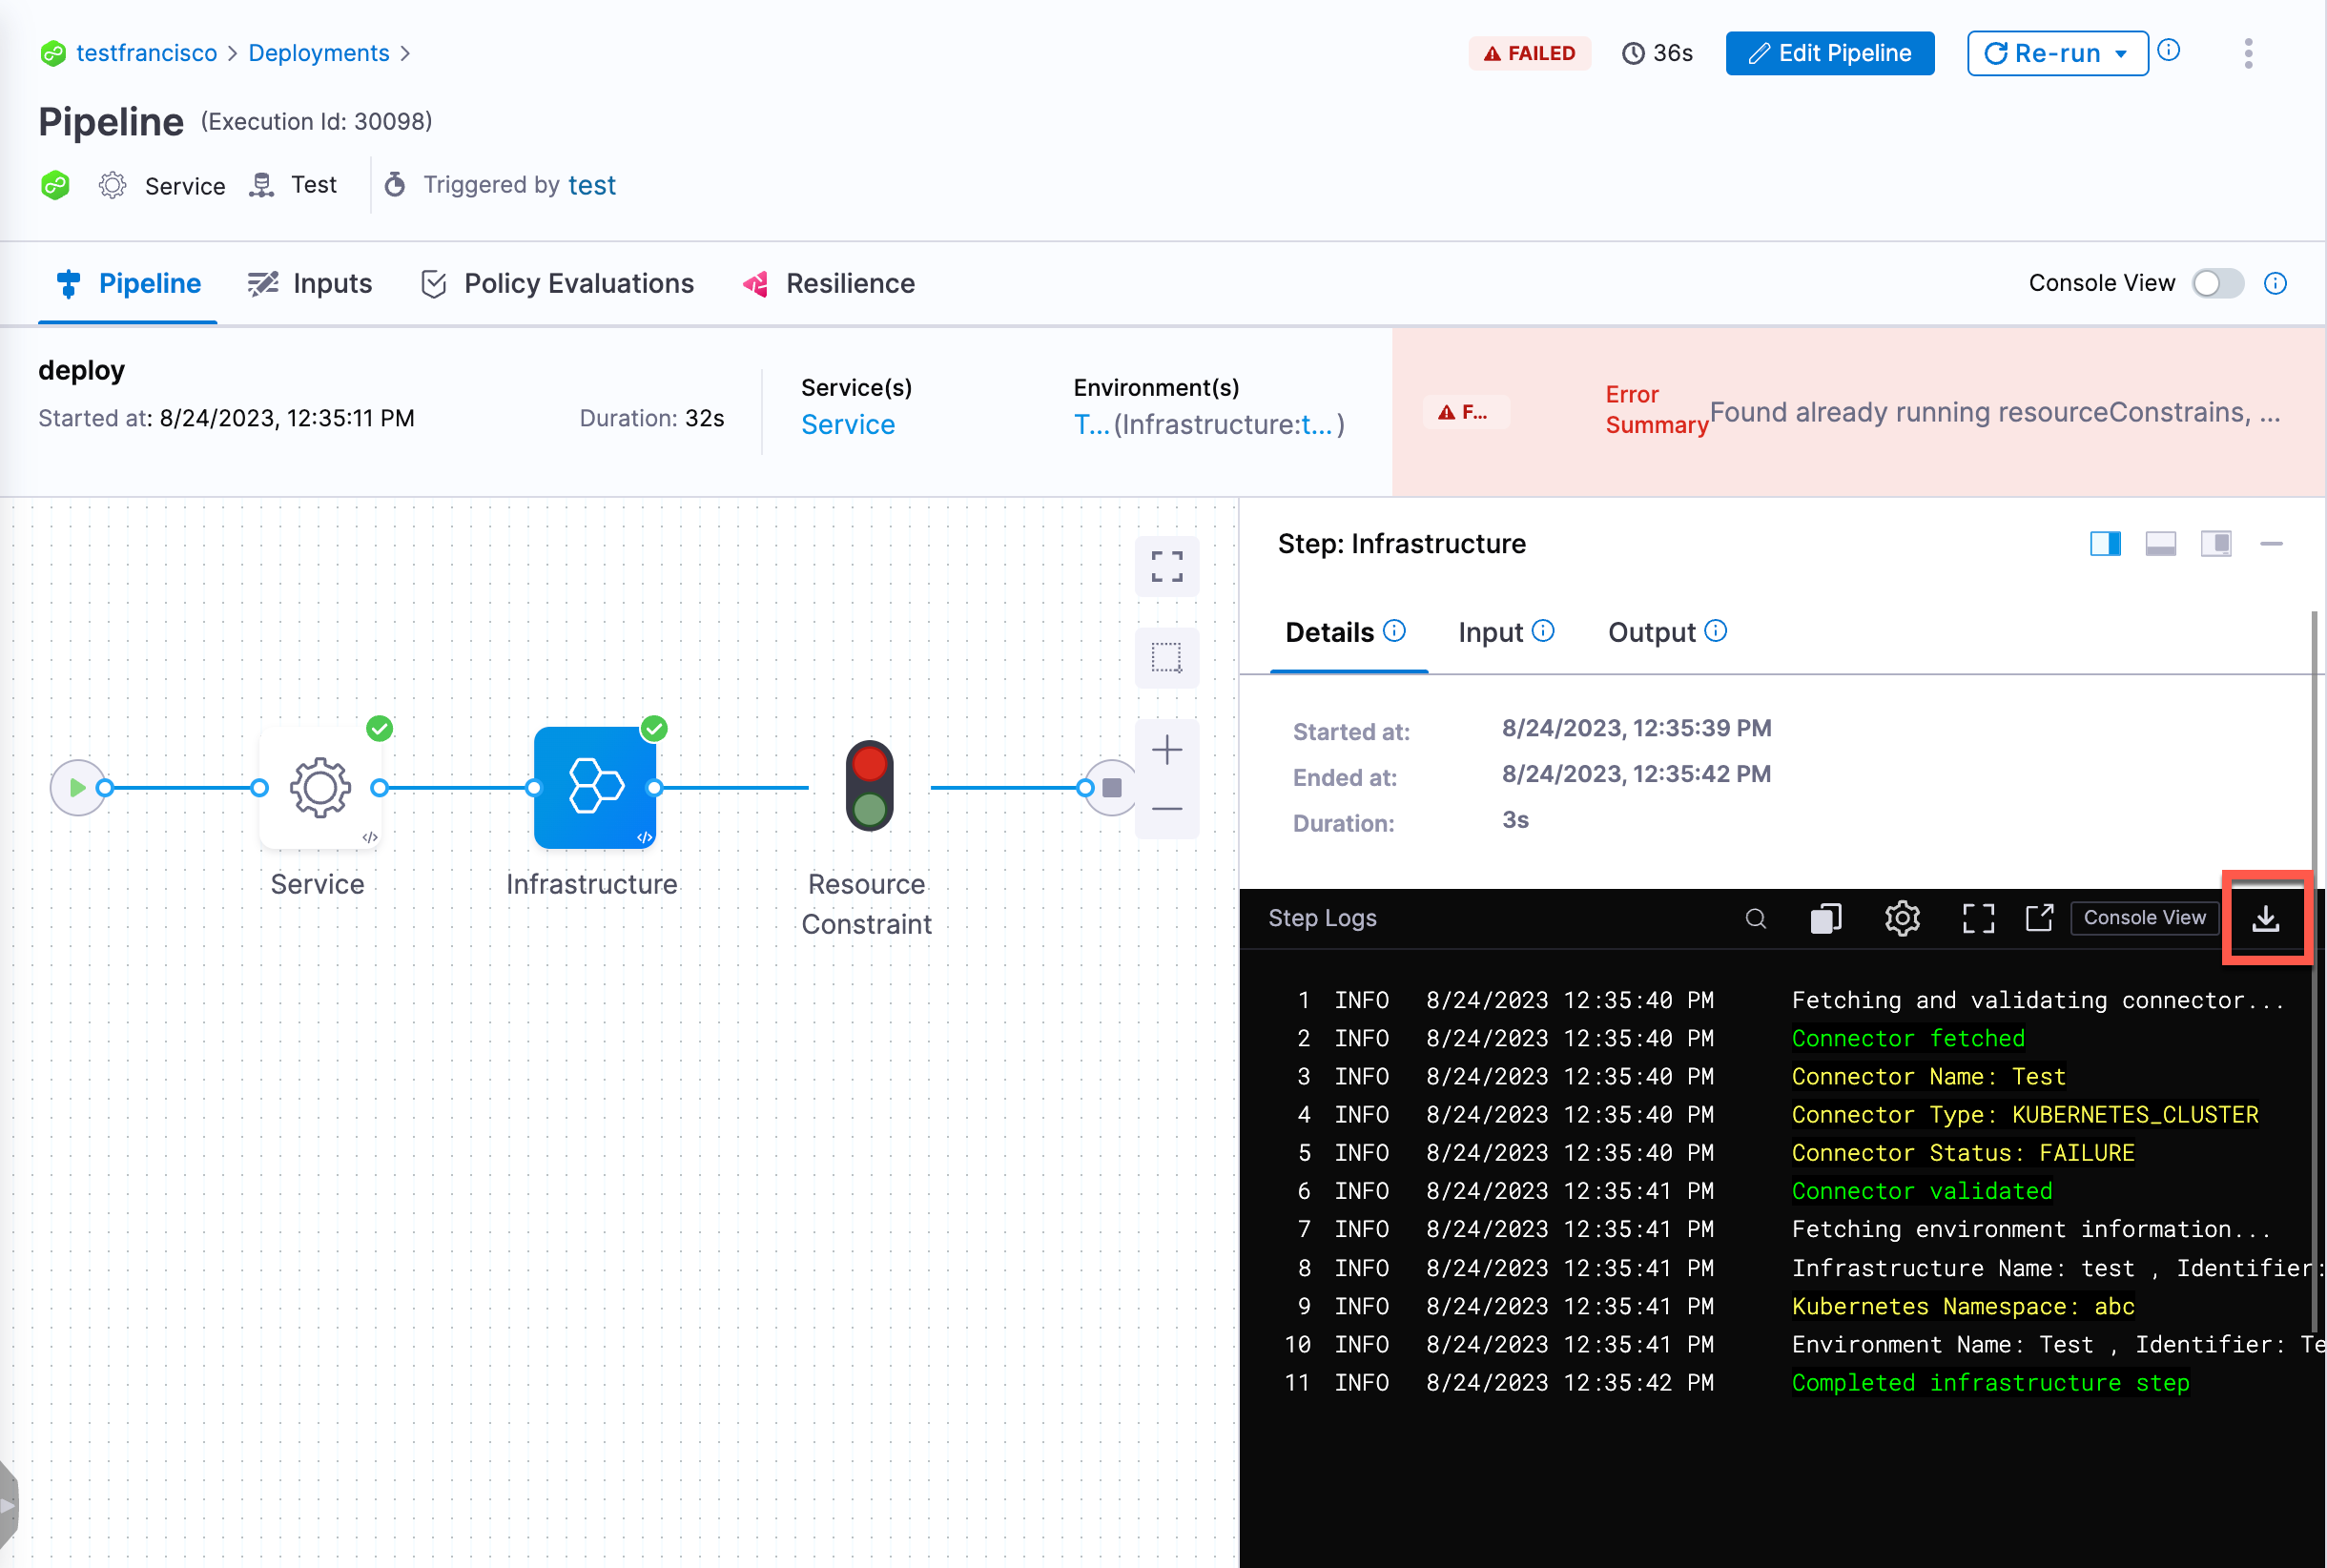 testfrancisco > Deployments >
FAILED
36s
Edit Pipeline
Re-run
Pipeline (Execution Id: 30098)
Service
Test
Triggered by test
Pipeline
Inputs
Policy Evaluations
Resilience
Console View
deploy
Started at: 8/24/2023, 12:35:11 PM
Duration: 32s
Service(s)
Service
Environment(s)
T... (Infrastructure:t... )
F...
Error
Summary
Found already running resourceConstrains, ...
Service
Infrastructure
Resource
Constraint
Step: Infrastructure
Details
Input
Output
Started at: 8/24/2023, 12:35:39 PM
Ended at: 8/24/2023, 12:35:42 PM
Duration: 3s
Step Logs
Console View
1 INFO 8/24/2023 12:35:40 PM Fetching and validating connector...
2 INFO 8/24/2023 12:35:40 PM Connector fetched
3 INFO 8/24/2023 12:35:40 PM Connector Name: Test
4 INFO 8/24/2023 12:35:40 PM Connector Type: KUBERNETES_CLUSTER
5 INFO 8/24/2023 12:35:40 PM Connector Status: FAILURE
6 INFO 8/24/2023 12:35:41 PM Connector validated
7 INFO 8/24/2023 12:35:41 PM Fetching environment information...
8 INFO 8/24/2023 12:35:41 PM Infrastructure Name: test , Identifier:
9 INFO 8/24/2023 12:35:41 PM Kubernetes Namespace: abc
10 INFO 8/24/2023 12:35:41 PM Environment Name: Test , Identifier: Te
11 INFO 8/24/2023 12:35:42 PM Completed infrastructure step